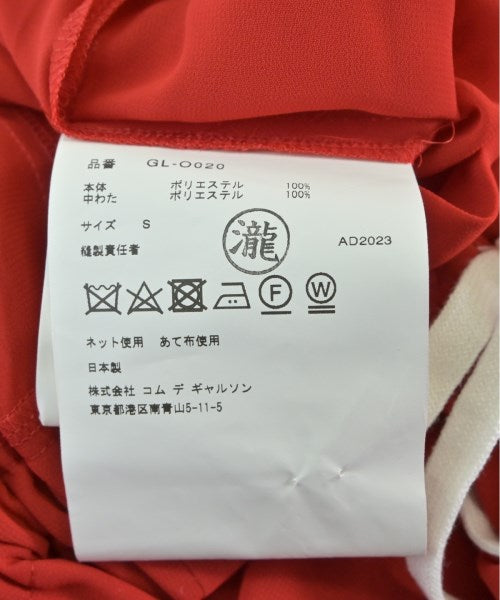 品番 GL-O020
本体 ポリエステル 100%
中わた ポリエステル 100%
サイズ S
縫製責任者 瀧 AD2023
F W
ネット使用 あて布使用
日本製
株式会社 コム デ ギャルソン
東京都港区南青山5-11-5